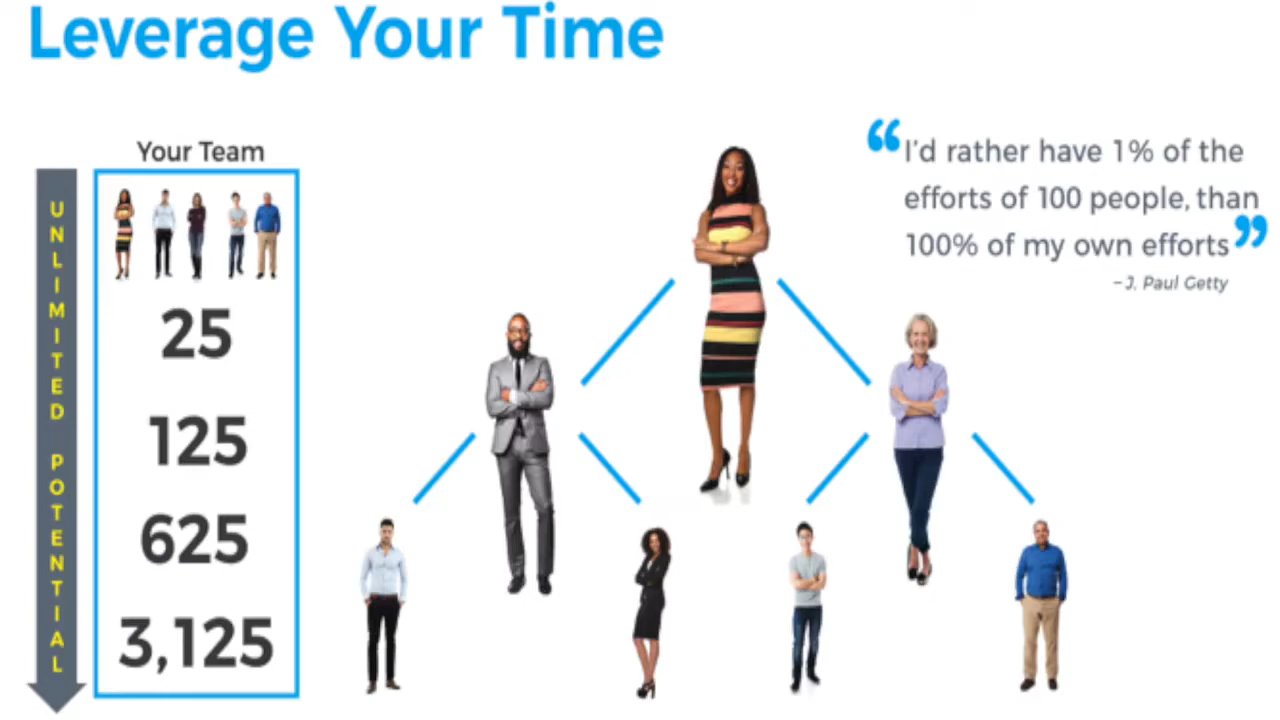 Leverage Your Time
Your Team
UNLIMITED POTENTIAL
25
125
625
3,125
“I’d rather have 1% of the
efforts of 100 people, than
100% of my own efforts”
– J. Paul Getty